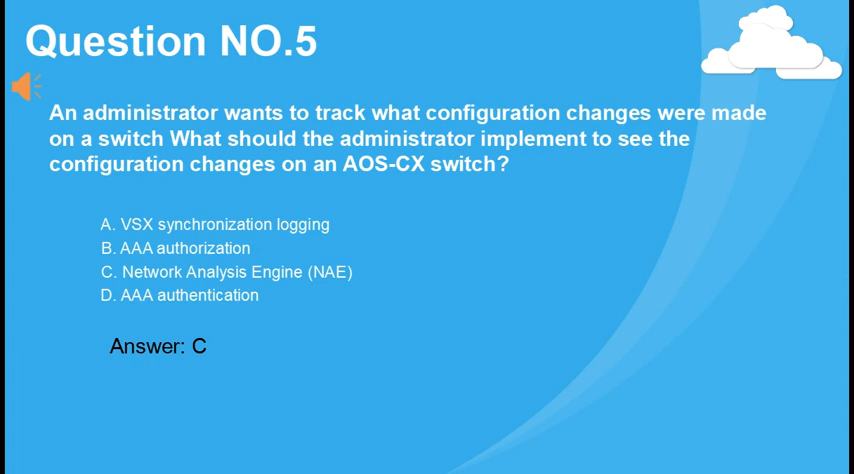 Question NO.5
An administrator wants to track what configuration changes were made
on a switch What should the administrator implement to see the
configuration changes on an AOS-CX switch?
A. VSX synchronization logging
B. AAA authorization
C. Network Analysis Engine (NAE)
D. AAA authentication
Answer: C